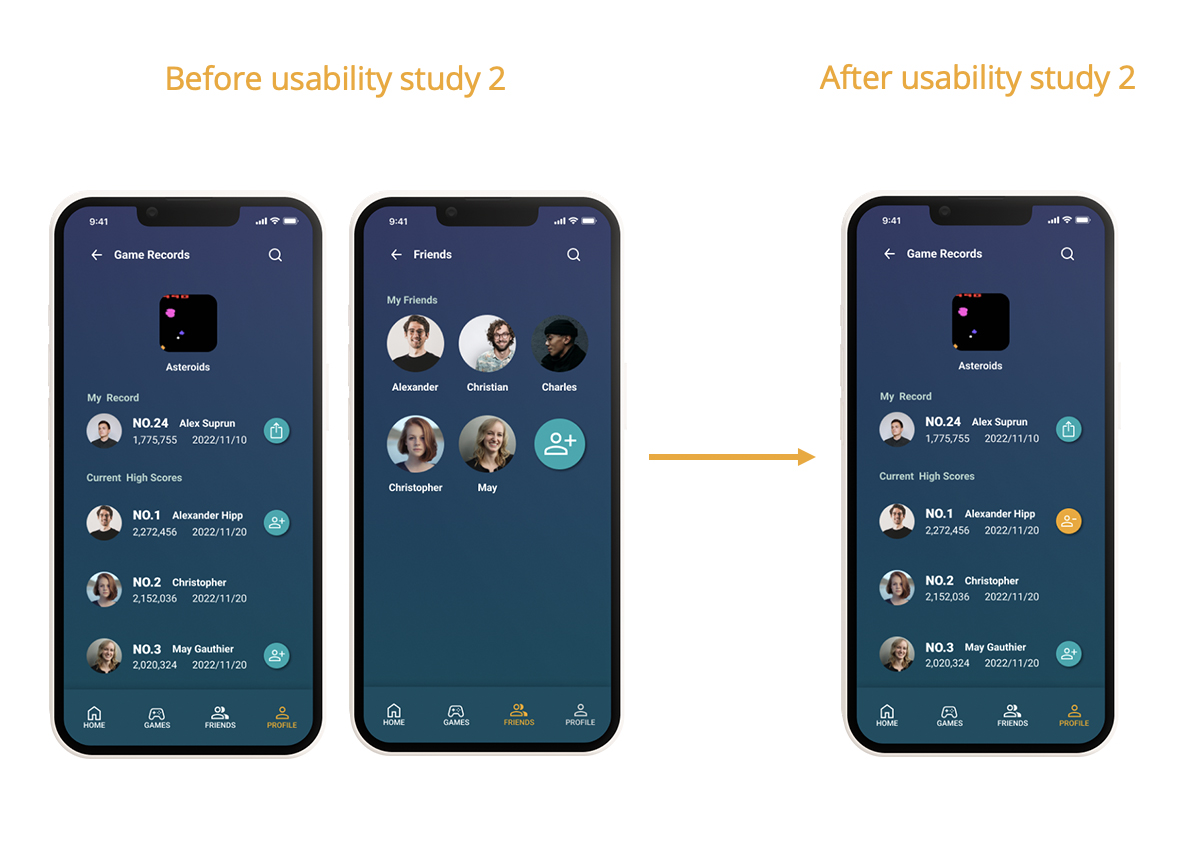 Before usability study 2
After usability study 2
9:41
Game Records
Asteroids
My Record
NO.24 Alex Suprun
1,775,755 2022/11/10
Current High Scores
NO.1 Alexander Hipp
2,272,456 2022/11/20
NO.2 Christopher
2,152,036 2022/11/20
NO.3 May Gauthier
2,020,324 2022/11/20
HOME GAMES FRIENDS PROFILE
9:41
Friends
My Friends
Alexander Christian Charles
Christopher May
HOME GAMES FRIENDS PROFILE
9:41
Game Records
Asteroids
My Record
NO.24 Alex Suprun
1,775,755 2022/11/10
Current High Scores
NO.1 Alexander Hipp
2,272,456 2022/11/20
NO.2 Christopher
2,152,036 2022/11/20
NO.3 May Gauthier
2,020,324 2022/11/20
HOME GAMES FRIENDS PROFILE